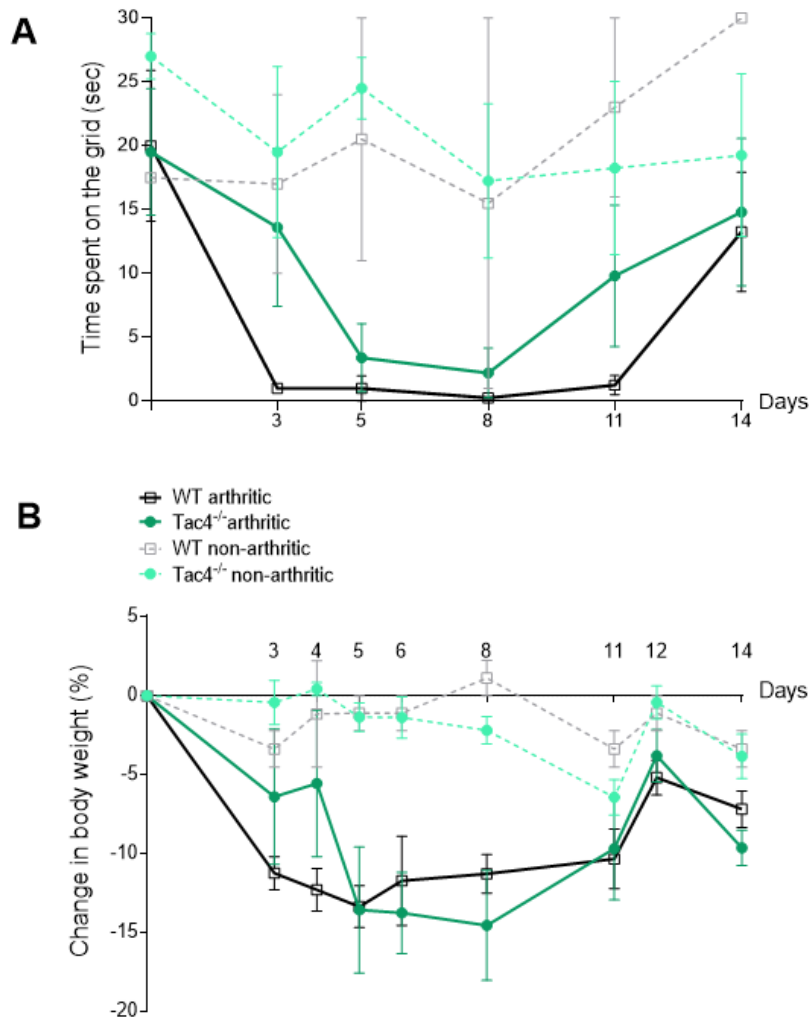 A
Time spent on the grid (sec)
30
25
20
15
10
5
0
3
5
8
11
14
Days
B
WT arthritic
Tac4-/- arthritic
WT non-arthritic
Tac4-/- non-arthritic
Change in body weight (%)
5
0
-5
-10
-15
-20
3
4
5
6
8
11
12
14
Days